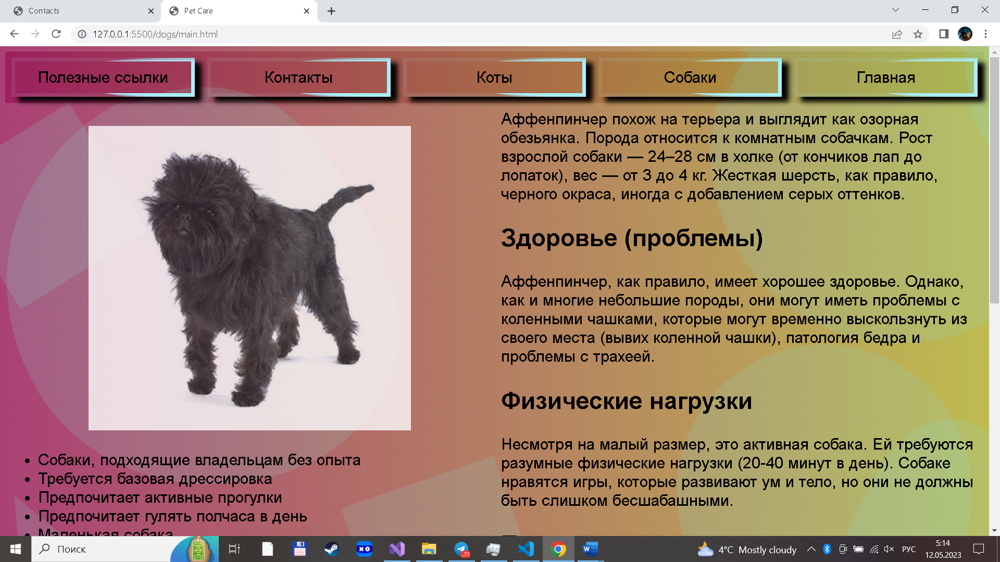 Contacts
Pet Care
127.0.0.1:5500/dogs/main.html
Полезные ссылки
Контакты
Коты
Собаки
Главная
Аффенпинчер похож на терьера и выглядит как озорная
обезьянка. Порода относится к комнатным собачкам. Рост
взрослой собаки — 24–28 см в холке (от кончиков лап до
лопаток), вес — от 3 до 4 кг. Жесткая шерсть, как правило,
черного окраса, иногда с добавлением серых оттенков.
Здоровье (проблемы)
Аффенпинчер, как правило, имеет хорошее здоровье. Однако,
как и многие небольшие породы, они могут иметь проблемы с
коленными чашками, которые могут временно выскользнуть из
своего места (вывих коленной чашки), патология бедра и
проблемы с трахеей.
Физические нагрузки
Несмотря на малый размер, это активная собака. Ей требуются
разумные физические нагрузки (20-40 минут в день). Собаке
нравятся игры, которые развивают ум и тело, но они не должны
быть слишком бесшабашными.
Собаки, подходящие владельцам без опыта
Требуется базовая дрессировка
Предпочитает активные прогулки
Предпочитает гулять полчаса в день
Маленькая собака
Поиск
XO
..71
W
4°C Mostly cloudy
РУС
5:14
12.05.2023